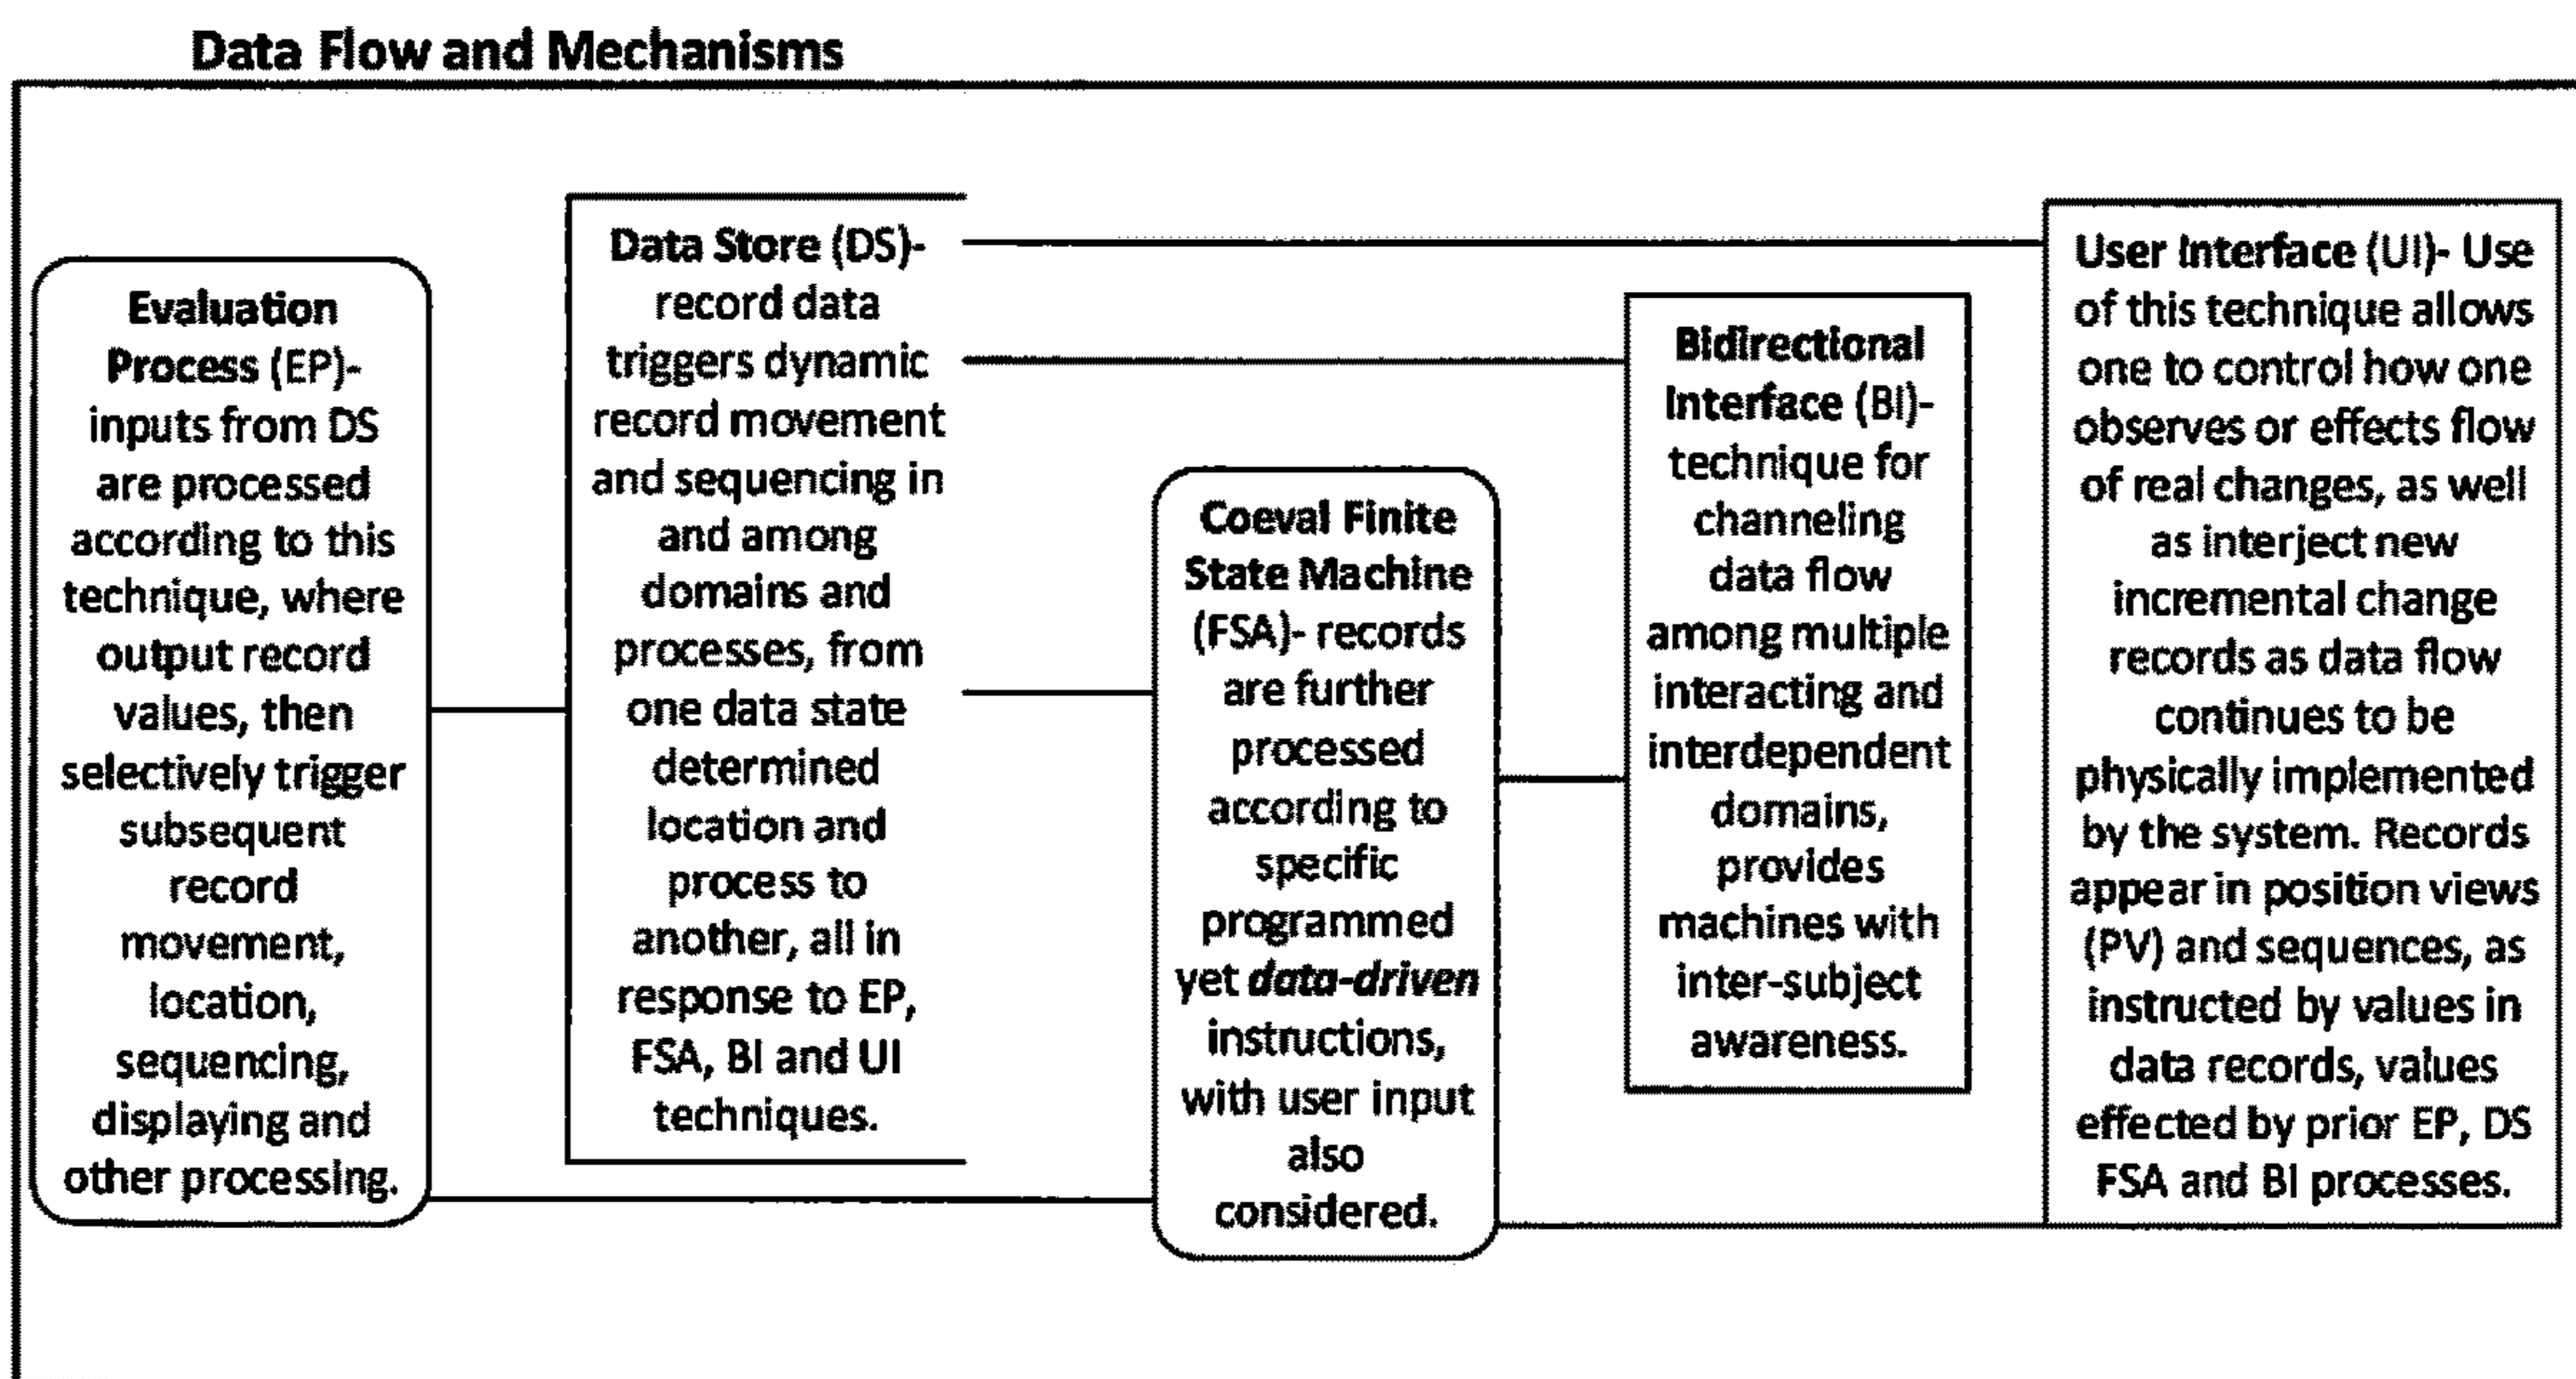 Data Flow and Mechanisms
Evaluation
Process (EP)-
inputs from DS
are processed
according to this
technique, where
output record
values, then
selectively trigger
subsequent
record
movement,
location,
sequencing,
displaying and
other processing.
Data Store (DS)-
record data
triggers dynamic
record movement
and sequencing in
and among
domains and
processes, from
one data state
determined
location and
process to
another, all in
response to EP,
FSA, BI and UI
techniques.
Coeval Finite
State Machine
(FSA)- records
are further
processed
according to
specific
programmed
yet data-driven
instructions,
with user input
also
considered.
Bidirectional
Interface (BI)-
technique for
channeling
data flow
among multiple
interacting and
interdependent
domains,
provides
machines with
inter-subject
awareness.
User Interface (UI)- Use
of this technique allows
one to control how one
observes or effects flow
of real changes, as well
as interject new
incremental change
records as data flow
continues to be
physically implemented
by the system. Records
appear in position views
(PV) and sequences, as
instructed by values in
data records, values
effected by prior EP, DS
FSA and BI processes.